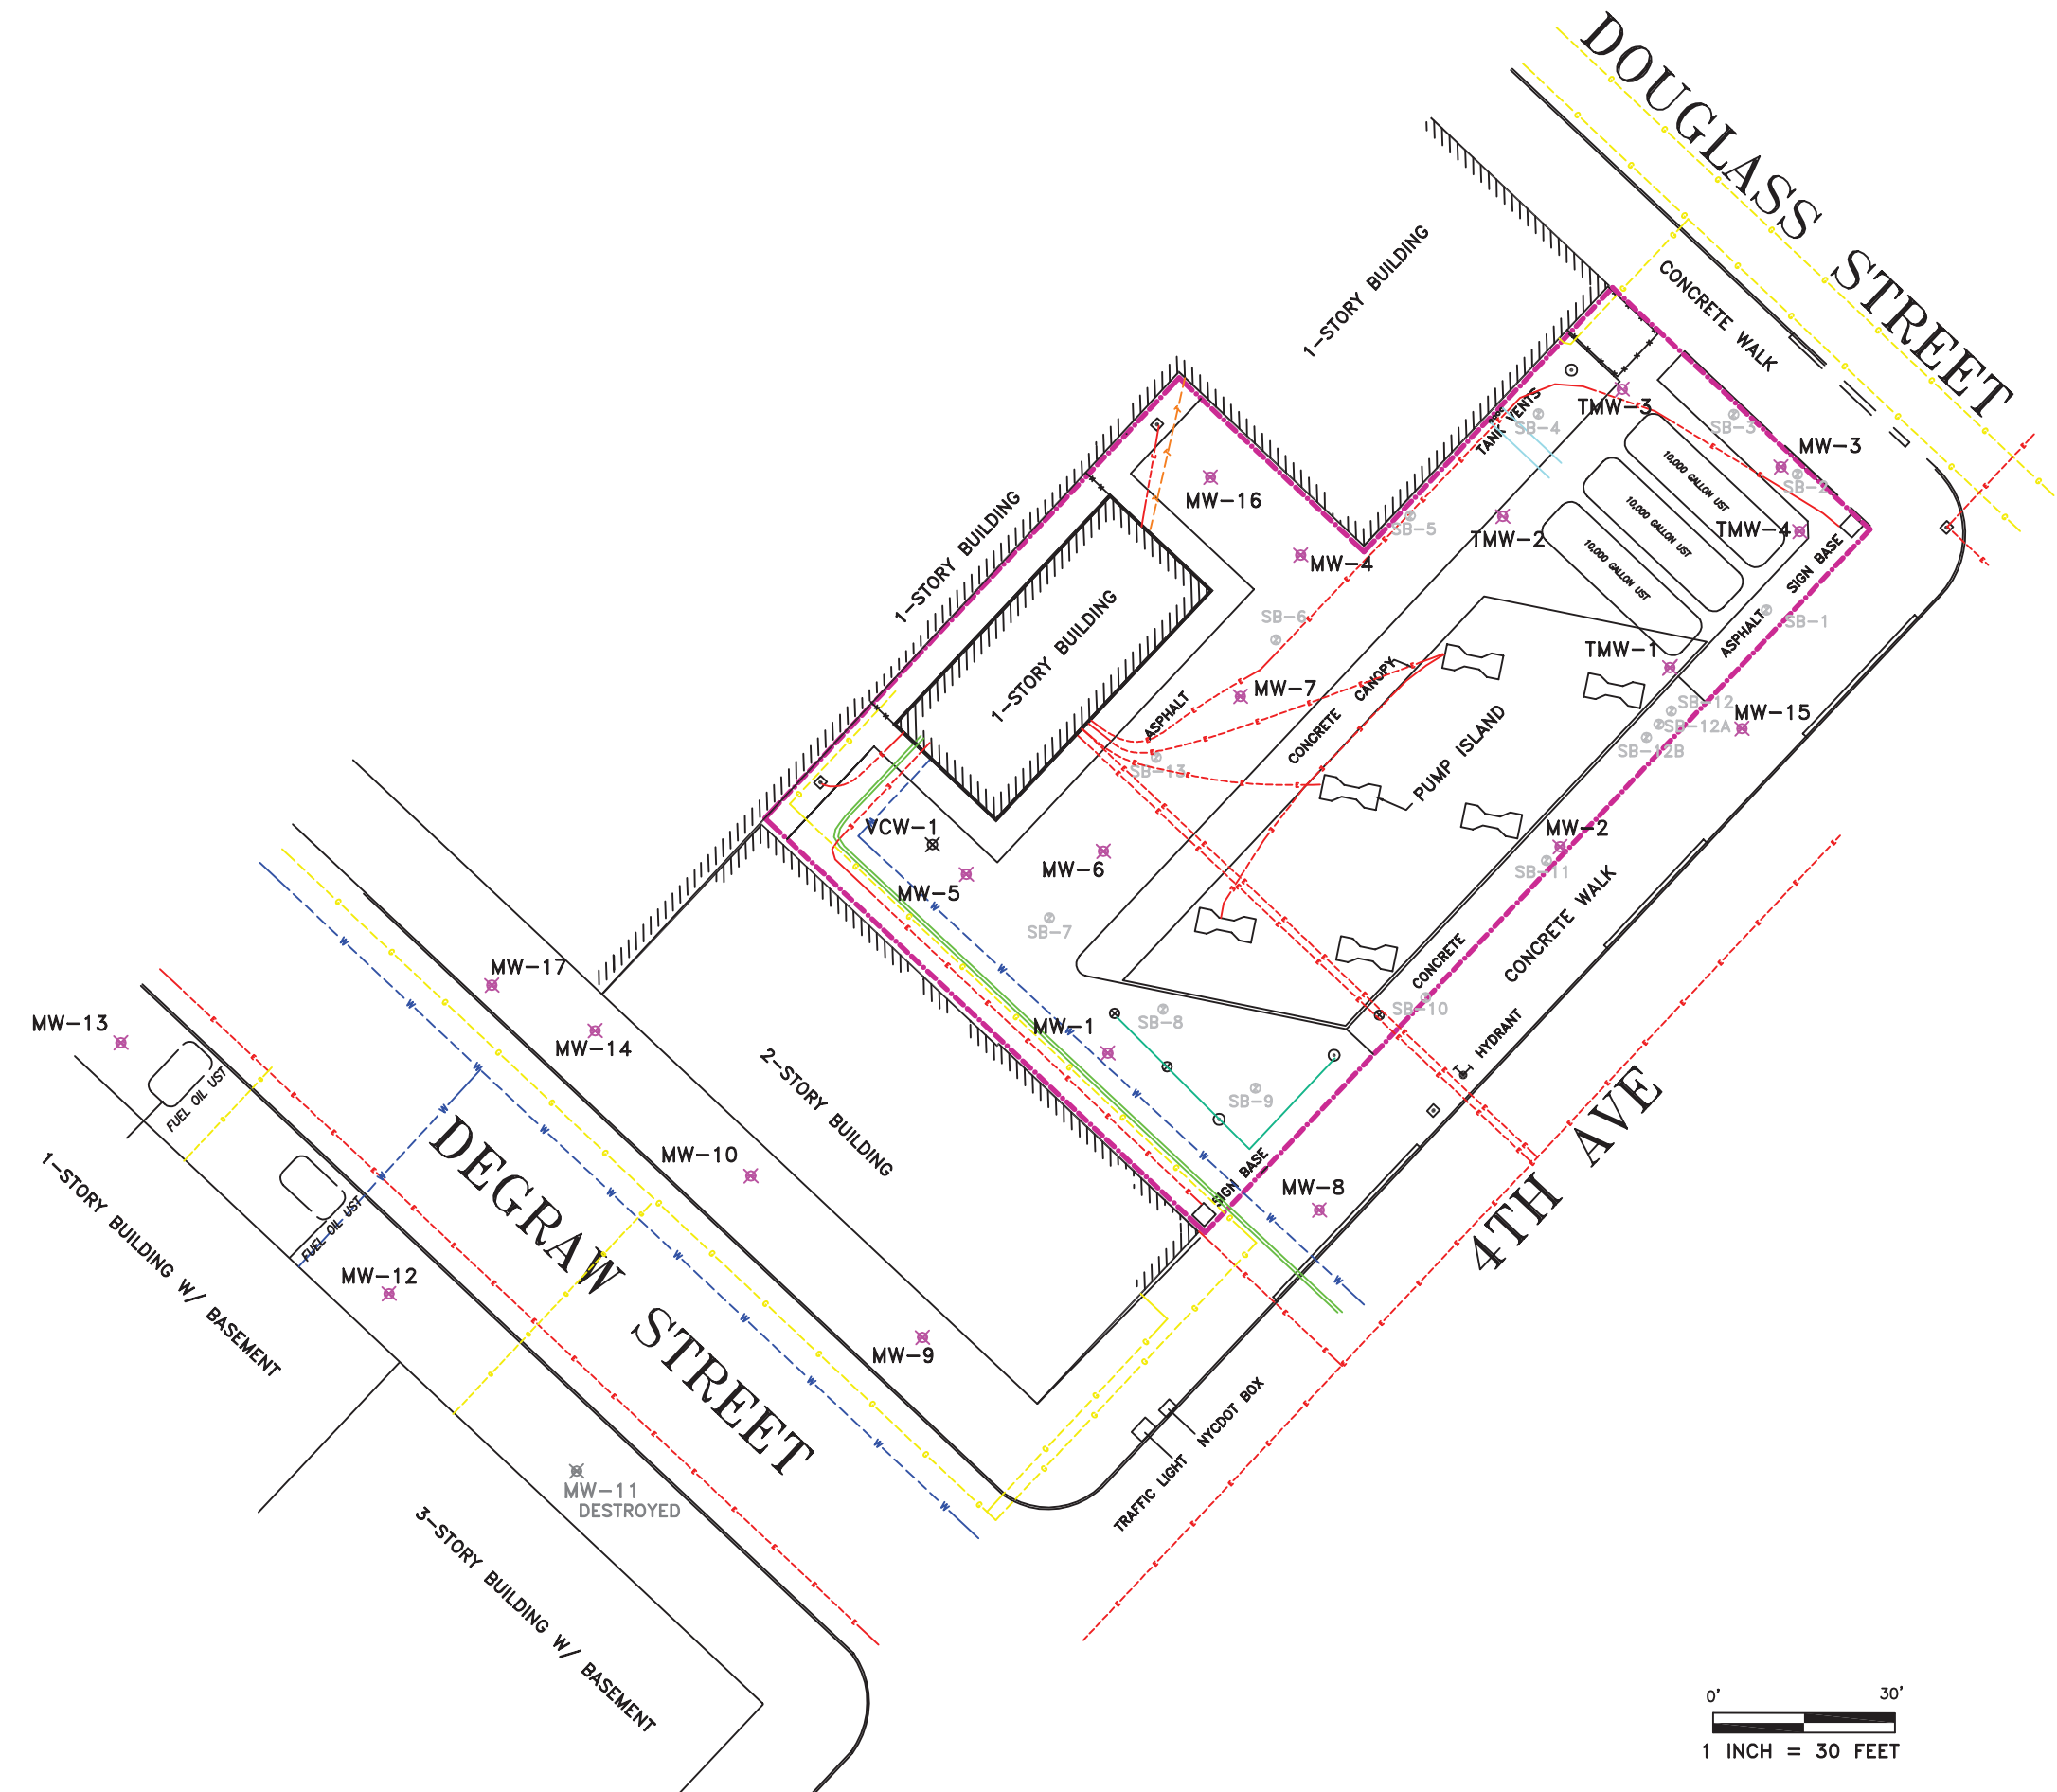 DOUGLASS STREET
CONCRETE WALK
1-STORY BUILDING
TANK VENTS
TMW-3
SB-4
SB-3
MW-3
SB-2
10,000 GALLON UST
10,000 GALLON UST
10,000 GALLON UST
TMW-4
TMW-2
SIGN BASE
MW-16
SB-5
MW-4
1-STORY BUILDING
1-STORY BUILDING
SB-6
ASPHALT
SB-1
TMW-1
MW-7
CANOPY
CONCRETE
ASPHALT
SB-12
SB-12A
SB-12B
MW-15
PUMP ISLAND
SB-13
VCW-1
MW-5
MW-6
MW-2
SB-11
SB-7
CONCRETE WALK
CONCRETE
MW-17
MW-14
MW-13
FUEL OIL UST
MW-1
SB-8
SB-10
HYDRANT
SB-9
2-STORY BUILDING
4TH AVE
MW-10
SIGN BASE
MW-8
DEGRAW STREET
FUEL OIL UST
1-STORY BUILDING W/ BASEMENT
MW-12
MW-9
NYCDOT BOX
TRAFFIC LIGHT
MW-11
DESTROYED
3-STORY BUILDING W/ BASEMENT
0' 30'
1 INCH = 30 FEET